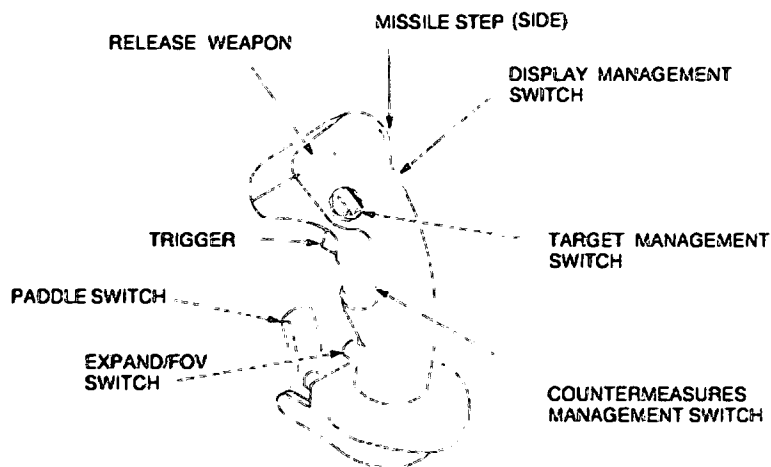 MISSILE STEP (SIDE)
RELEASE WEAPON
DISPLAY MANAGEMENT
SWITCH
TRIGGER
TARGET MANAGEMENT
SWITCH
PADDLE SWITCH
EXPAND/FOV
SWITCH
COUNTERMEASURES
MANAGEMENT SWITCH